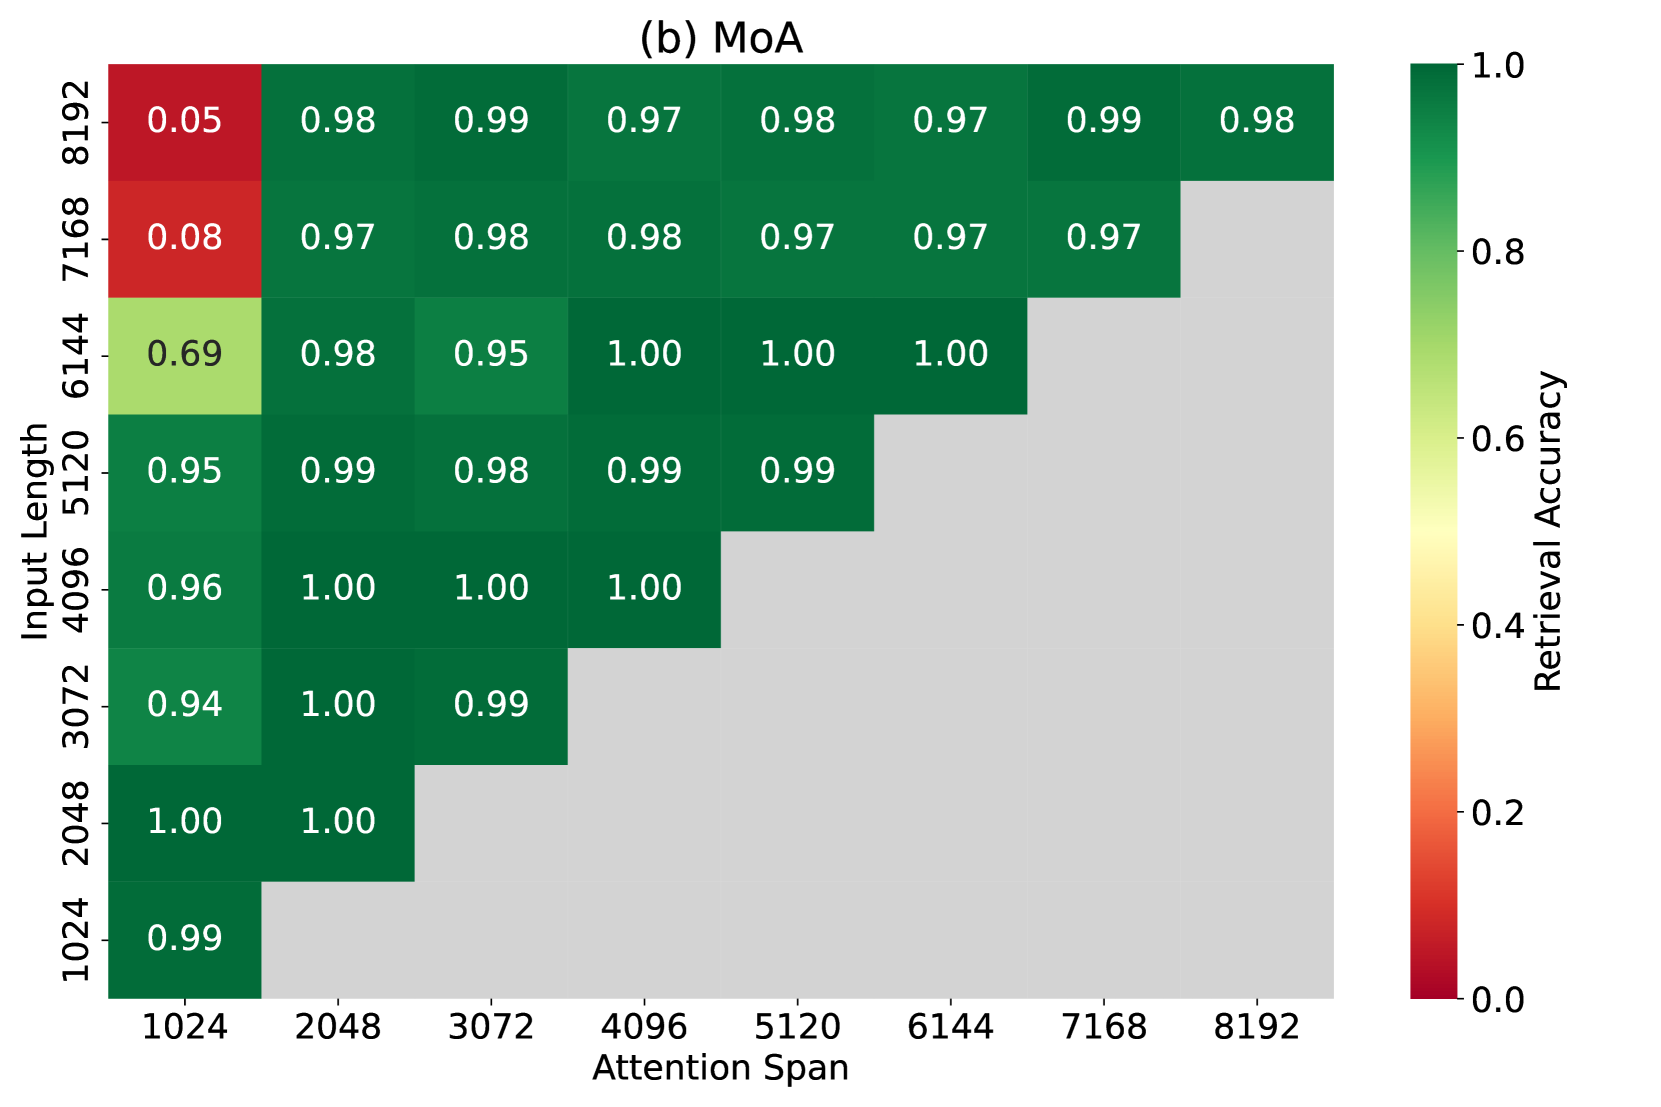 (b) MoA
8192 0.05 0.98 0.99 0.97 0.98 0.97 0.99 0.98
7168 0.08 0.97 0.98 0.98 0.97 0.97 0.97
6144 0.69 0.98 0.95 1.00 1.00 1.00
5120 0.95 0.99 0.98 0.99 0.99
4096 0.96 1.00 1.00 1.00
3072 0.94 1.00 0.99
2048 1.00 1.00
1024 0.99
1024 2048 3072 4096 5120 6144 7168 8192
Attention Span
Input Length
1.0
0.8
0.6
0.4
0.2
0.0
Retrieval Accuracy